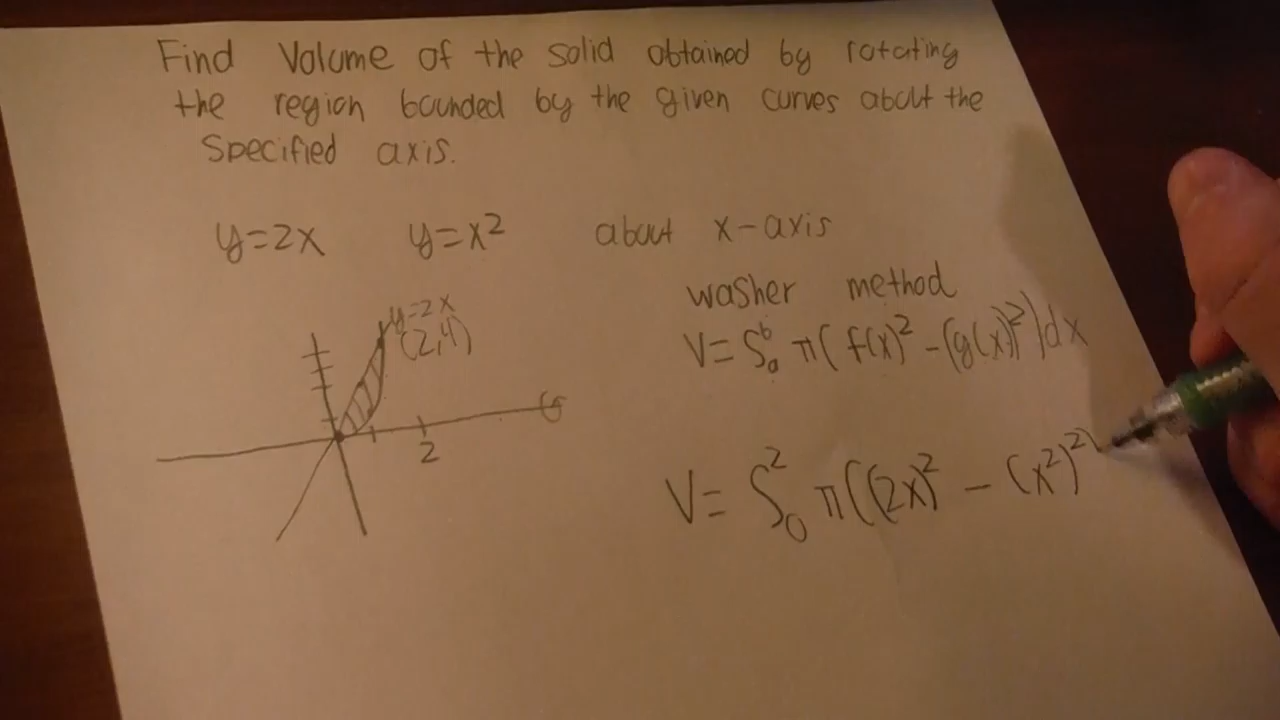 Find Volume of the solid obtained by rotating
the region bounded by the given curves about the
specified axis.
y=2x y=x² about x-axis
washer method
y=2x
(2,4)
V= ∫ₐᵇ π( f(x)² - (g(x))²)dx
2
V= ∫₀² π((2x)² - (x²)²)